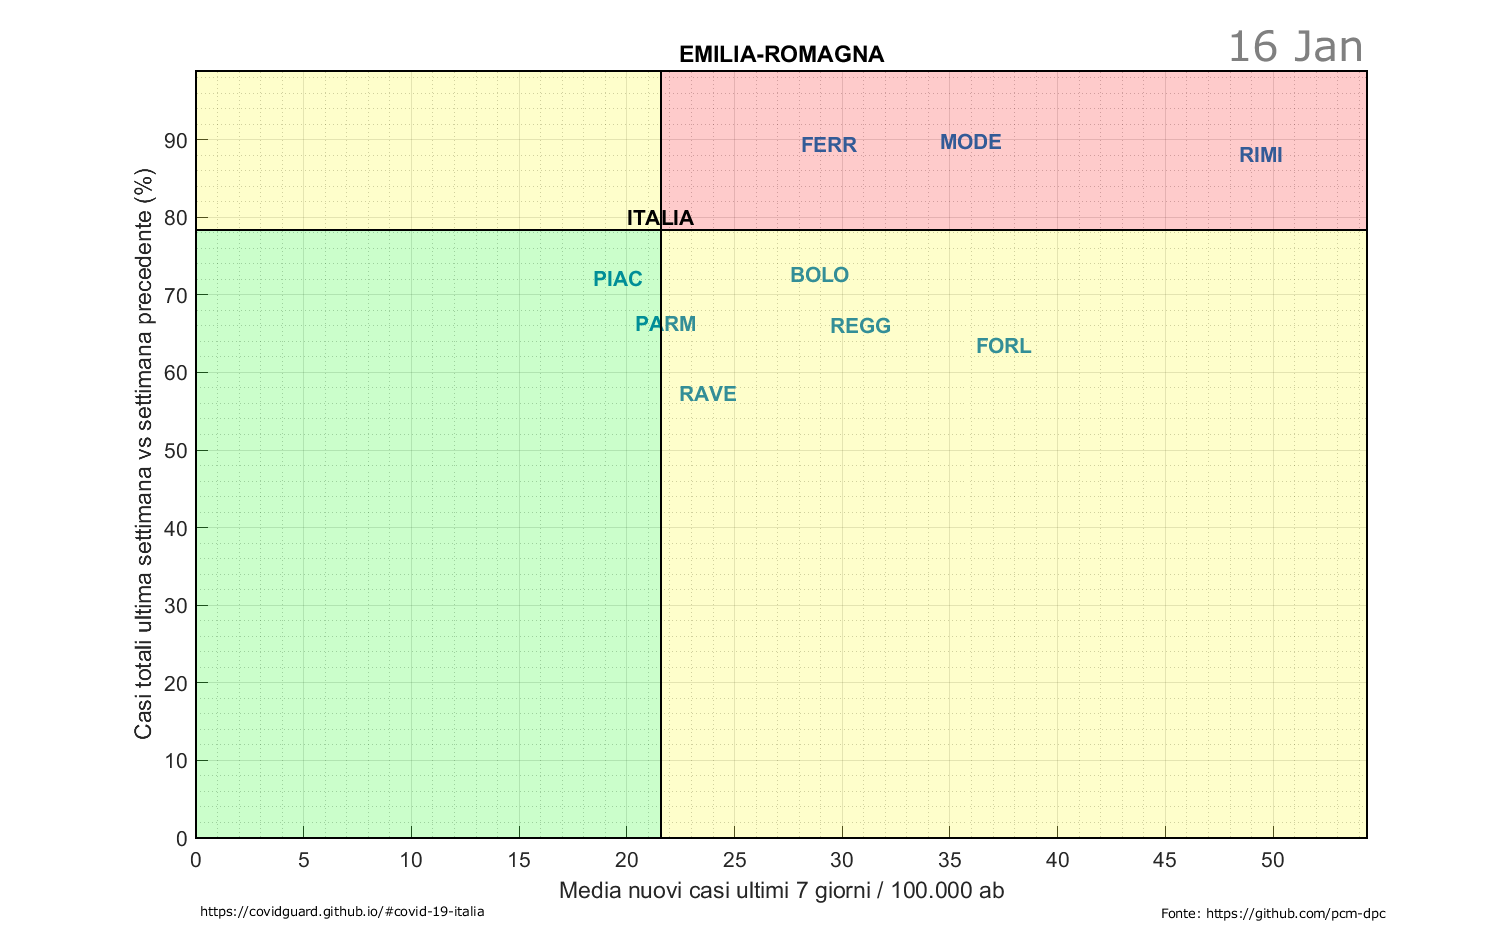 16 Jan
EMILIA-ROMAGNA
90
80
70
60
50
40
30
20
10
0
Casi totali ultima settimana vs settimana precedente (%)
FERR
MODE
RIMI
ITALIA
PIAC
BOLO
PARM
REGG
FORL
RAVE
0 5 10 15 20 25 30 35 40 45 50
Media nuovi casi ultimi 7 giorni / 100.000 ab
https://covidguard.github.io/#covid-19-italia
Fonte: https://github.com/pcm-dpc